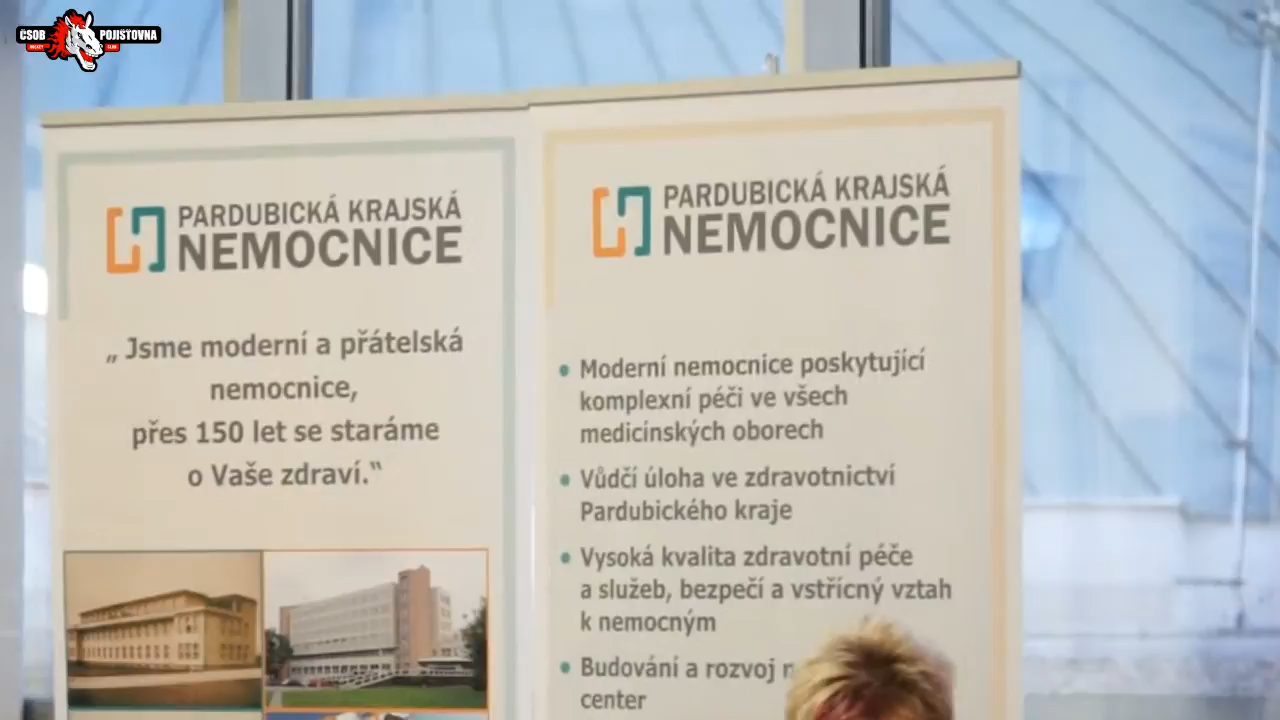 ČSOB POJIŠŤOVNA
HOCKEY CLUB
PARDUBICKÁ KRAJSKÁ
NEMOCNICE
„ Jsme moderní a přátelská
nemocnice,
přes 150 let se staráme
o Vaše zdraví.“
PARDUBICKÁ KRAJSKÁ
NEMOCNICE
• Moderní nemocnice poskytující
komplexní péči ve všech
medicínských oborech
• Vůdčí úloha ve zdravotnictví
Pardubického kraje
• Vysoká kvalita zdravotní péče
a služeb, bezpečí a vstřícný vztah
k nemocným
• Budování a rozvoj
center